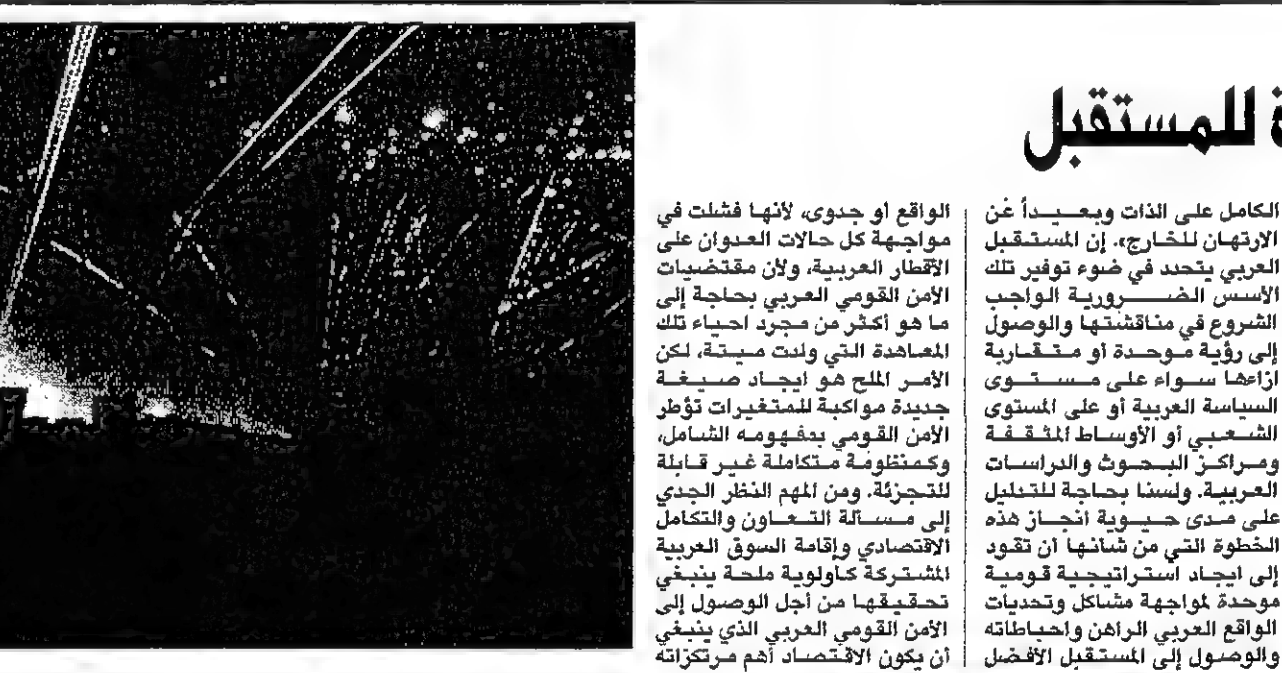 للمستقبل
الكامل على الذات وبعيداً عن
الارتهان للخارج». إن المستقبل
العربي يتحدد في ضوء توفير تلك
الأسس الضرورية الواجب
الشروع في مناقشتها والوصول
إلى رؤية موحدة أو متقاربة
ازاءها سواء على مستوى
السياسة العربية أو على المستوى
الشعبي أو الأوساط المثقفة
ومراكز البحوث والدراسات
العربية. ولسنا بحاجة للتدليل
على مدى حيوية انجاز هذه
الخطوة التي من شأنها أن تقود
إلى ايجاد استراتيجية قومية
موحدة لمواجهة مشاكل وتحديات
الواقع العربي الراهن واحباطاته
والوصول إلى المستقبل الأفضل
الواقع أو جدوى، لأنها فشلت في
مواجهة كل حالات العدوان على
الأقطار العربية، ولأن مقتضيات
الأمن القومي العربي بحاجة إلى
ما هو أكثر من مجرد احياء تلك
المعاهدة التي ولدت ميتة، لكن
الأمر الملح هو ايجاد صيغة
جديدة مواكبة للمتغيرات تؤطر
الأمن القومي بمفهومه الشامل،
وكمنظومة متكاملة غير قابلة
للتجزئة. ومن المهم النظر الجدي
إلى مسألة التعاون والتكامل
الاقتصادي وإقامة السوق العربية
المشتركة كأولوية ملحة ينبغي
تحقيقها من أجل الوصول إلى
الأمن القومي العربي الذي ينبغي
أن يكون الاقتصاد أهم مرتكزاته